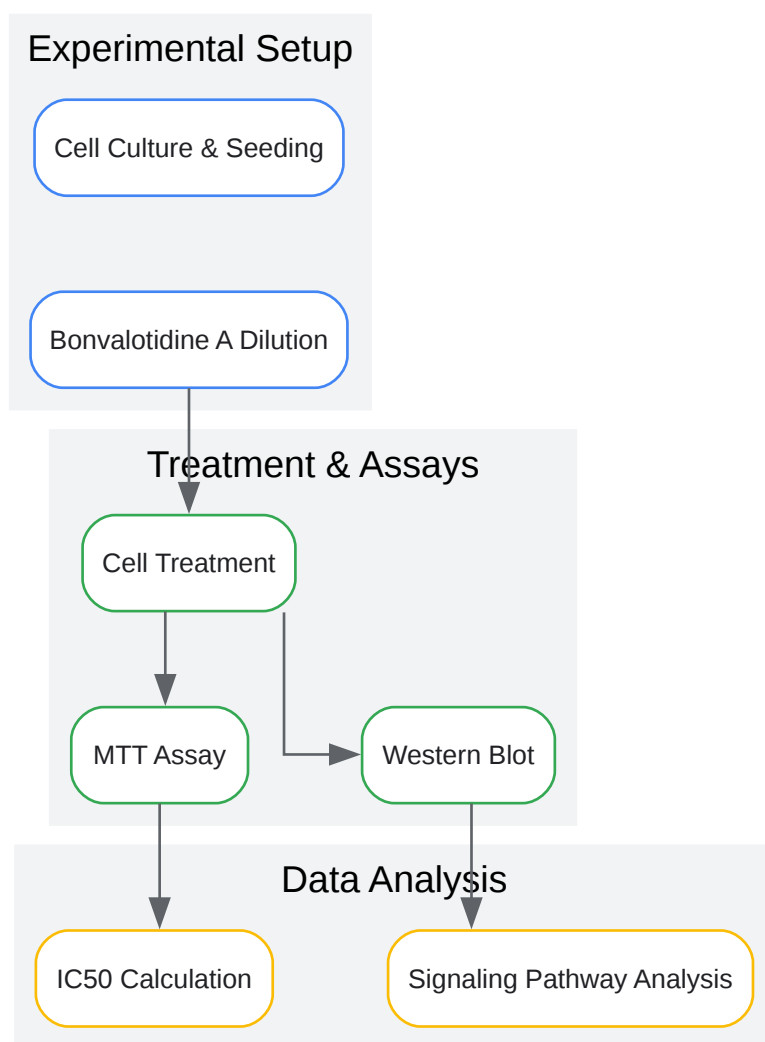 Experimental Setup
Cell Culture & Seeding
Bonvalotidine A Dilution
Treatment & Assays
Cell Treatment
MTT Assay
Western Blot
Data Analysis
IC50 Calculation
Signaling Pathway Analysis